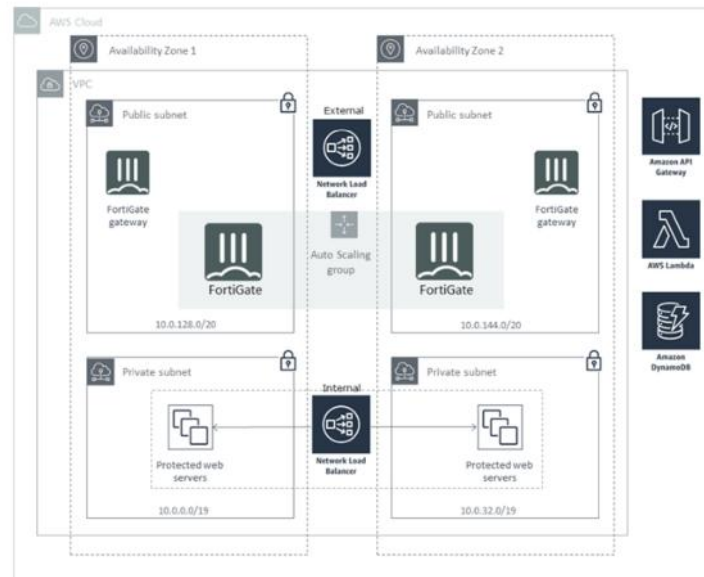 AWS Cloud
Availability Zone 1
Availability Zone 2
VPC
Public subnet
External
Public subnet
Network Load
Balancer
Amazon API
Gateway
FortiGate
gateway
FortiGate
gateway
Auto Scaling
group
FortiGate
FortiGate
AWS Lambda
10.0.128.0/20
10.0.144.0/20
Amazon
DynamoDB
Private subnet
Private subnet
Internal
Network Load
Balancer
Protected web
servers
Protected web
servers
10.0.0.0/19
10.0.32.0/19